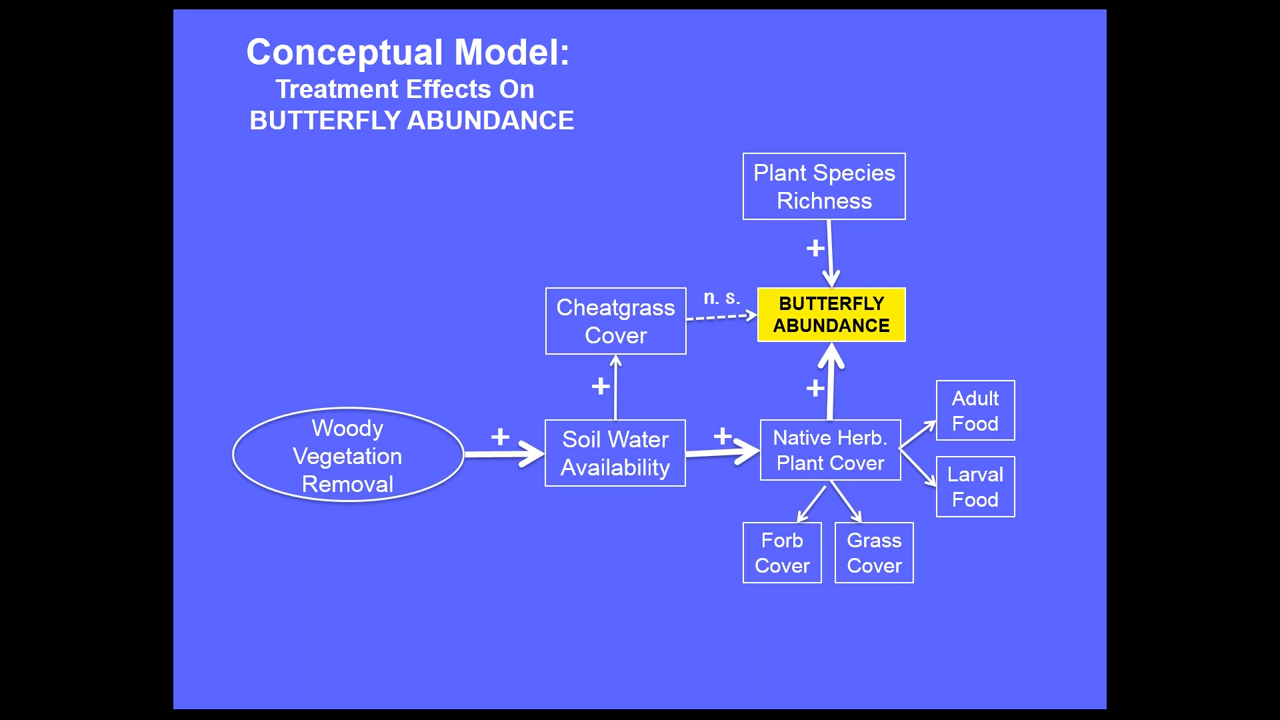 Conceptual Model:
Treatment Effects On
BUTTERFLY ABUNDANCE
Plant Species
Richness
+
Cheatgrass
Cover
n. s.
BUTTERFLY
ABUNDANCE
+
+
Woody
Vegetation
Removal
+
Soil Water
Availability
+
Native Herb.
Plant Cover
Adult
Food
Larval
Food
Forb
Cover
Grass
Cover